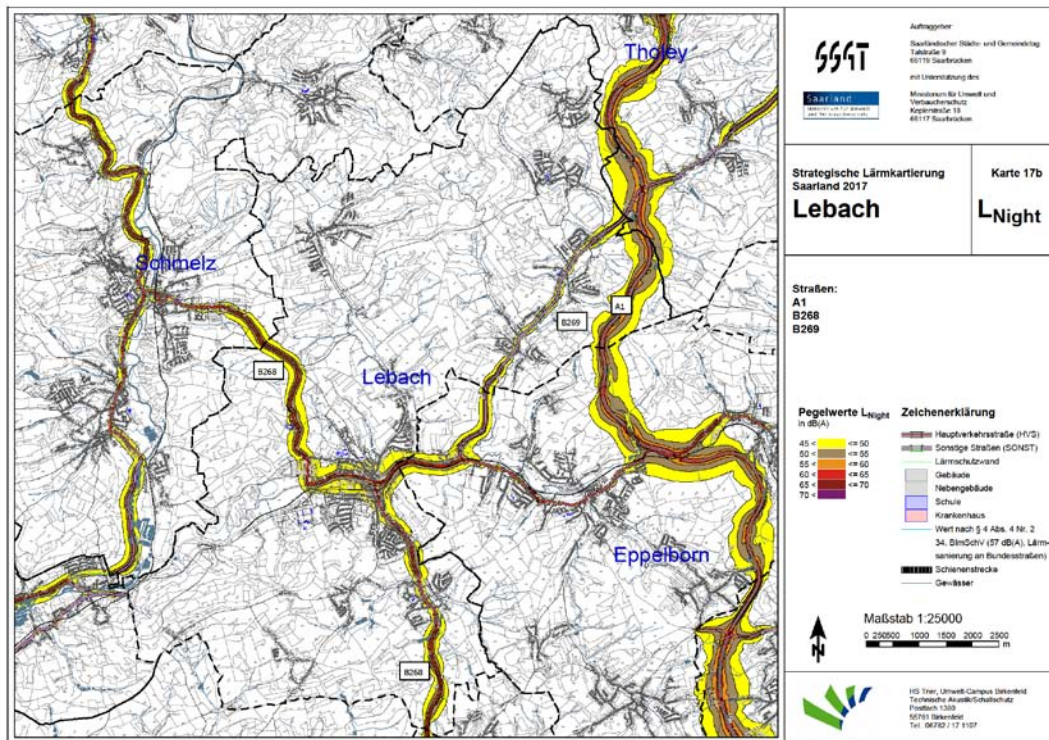 Tholey
Schmelz
Lebach
Eppelborn
A1
B269
B268
B268
SSGT
Auftraggeber
Saarländischer Städte- und Gemeindetag
Talstraße 9
66119 Saarbrücken
mit Unterstützung des
Ministerium für Umwelt und
Verbraucherschutz
Keplerstraße 18
66117 Saarbrücken
Saarland
Strategische Lärmkartierung
Saarland 2017
Lebach
Karte 17b
LNight
Straßen:
A1
B268
B269
Pegelwerte LNight
in dB(A)
45 < <= 50
50 < <= 55
55 < <= 60
60 < <= 65
65 < <= 70
70 <
Zeichenerklärung
Hauptverkehrsstraße (HVS)
Sonstige Straßen (SONST)
Lärmschutzwand
Gebäude
Nebengebäude
Schule
Krankenhaus
Wert nach § 4 Abs. 4 Nr. 2
34. BImSchV (57 dB(A), Lärm-
sanierung an Bundesstraßen)
Schienenstrecke
Gewässer
N
Maßstab 1:25000
0 250500 1000 1500 2000 2500
m
HS Trier, Umwelt-Campus Birkenfeld
Technische Akustik/Schallschutz
Postfach 1380
55761 Birkenfeld
Tel.: 06782 / 17 1107